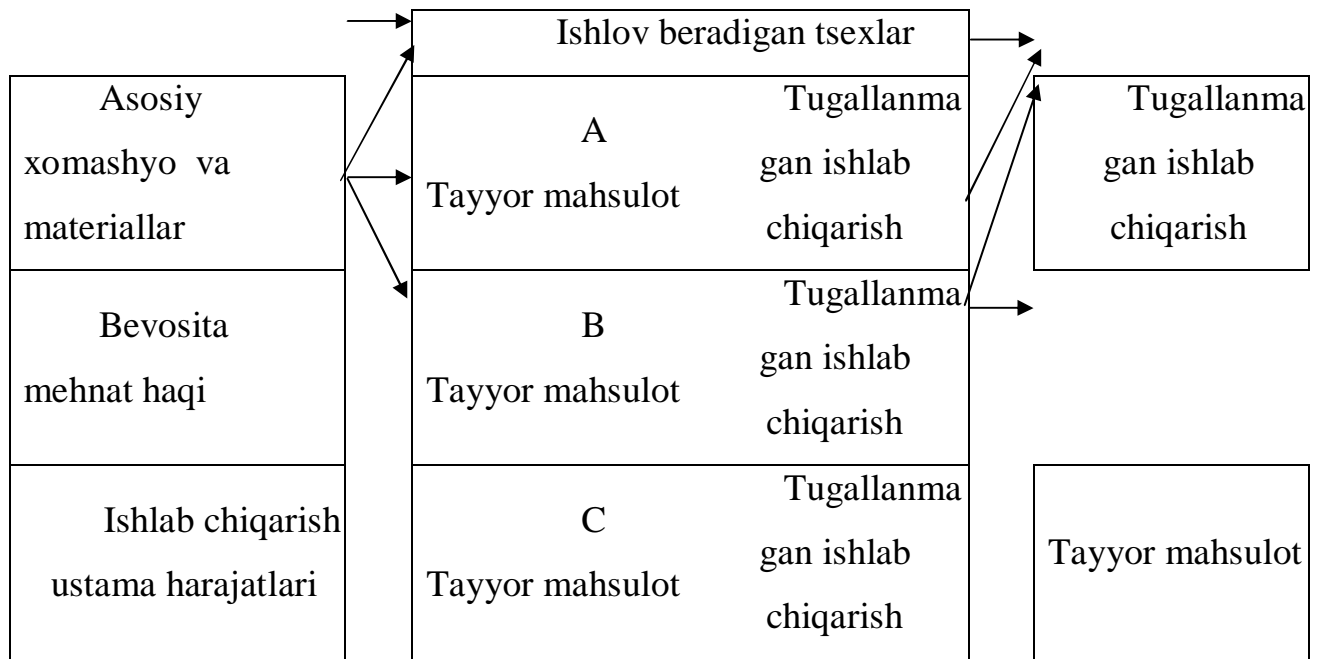 Ishlov beradigan tsexlar
Asosiy
xomashyo va
materiallar
Bevosita
mehnat haqi
Ishlab chiqarish
ustama harajatlari
A
Tayyor mahsulot
Tugallanma
gan ishlab
chiqarish
B
Tayyor mahsulot
Tugallanma
gan ishlab
chiqarish
C
Tayyor mahsulot
Tugallanma
gan ishlab
chiqarish
Tugallanma
gan ishlab
chiqarish
Tayyor mahsulot